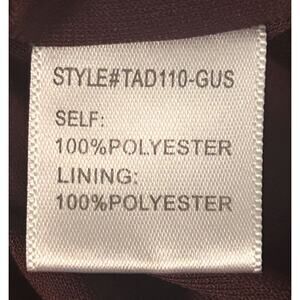 STYLE#TAD110-GUS
SELF:
100%POLYESTER
LINING:
100%POLYESTER